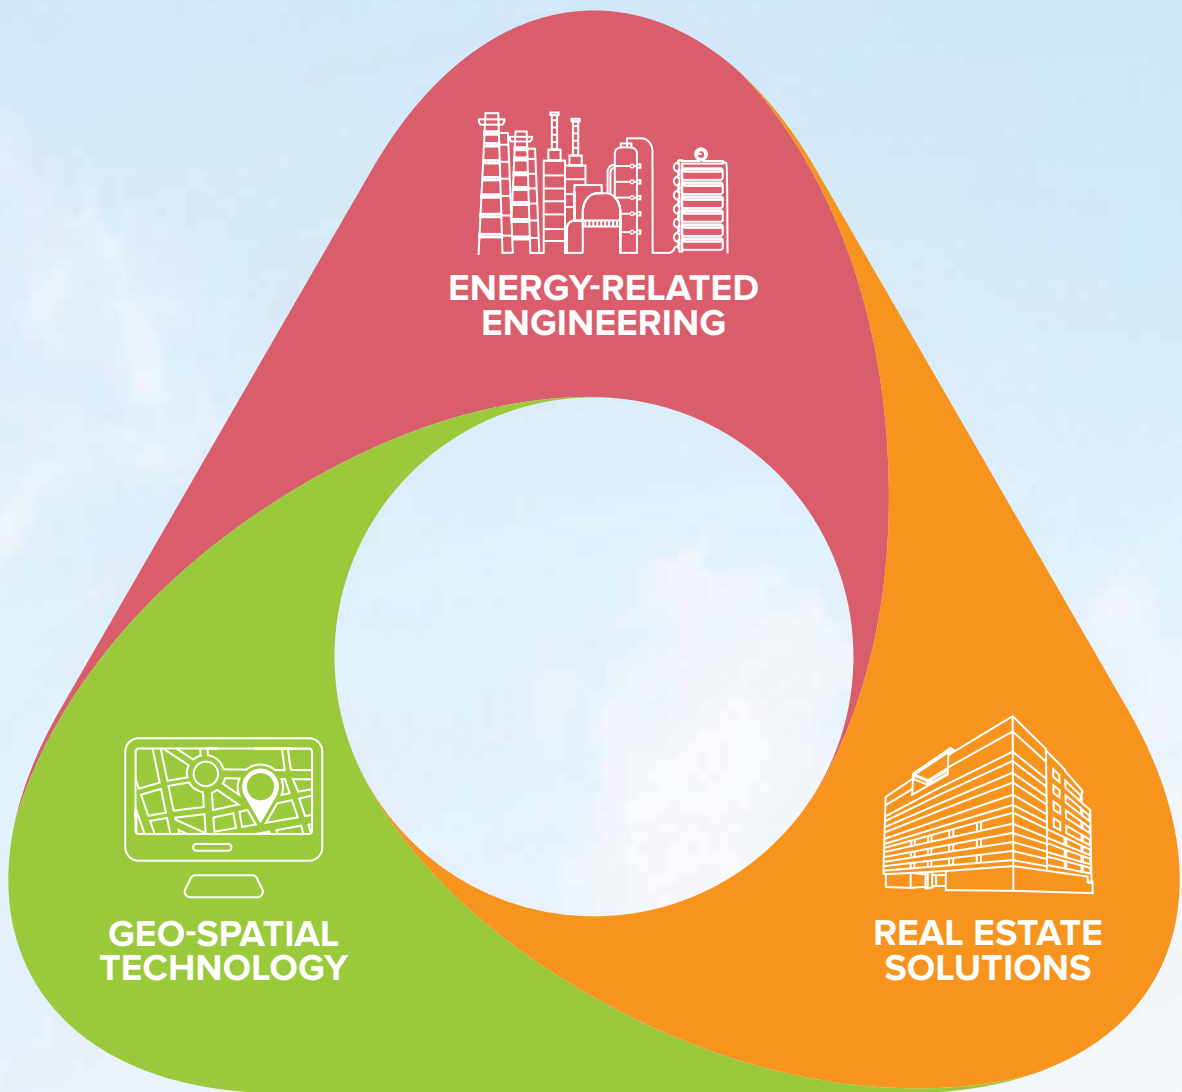 ENERGY-RELATED
ENGINEERING
GEO-SPATIAL
TECHNOLOGY
REAL ESTATE
SOLUTIONS